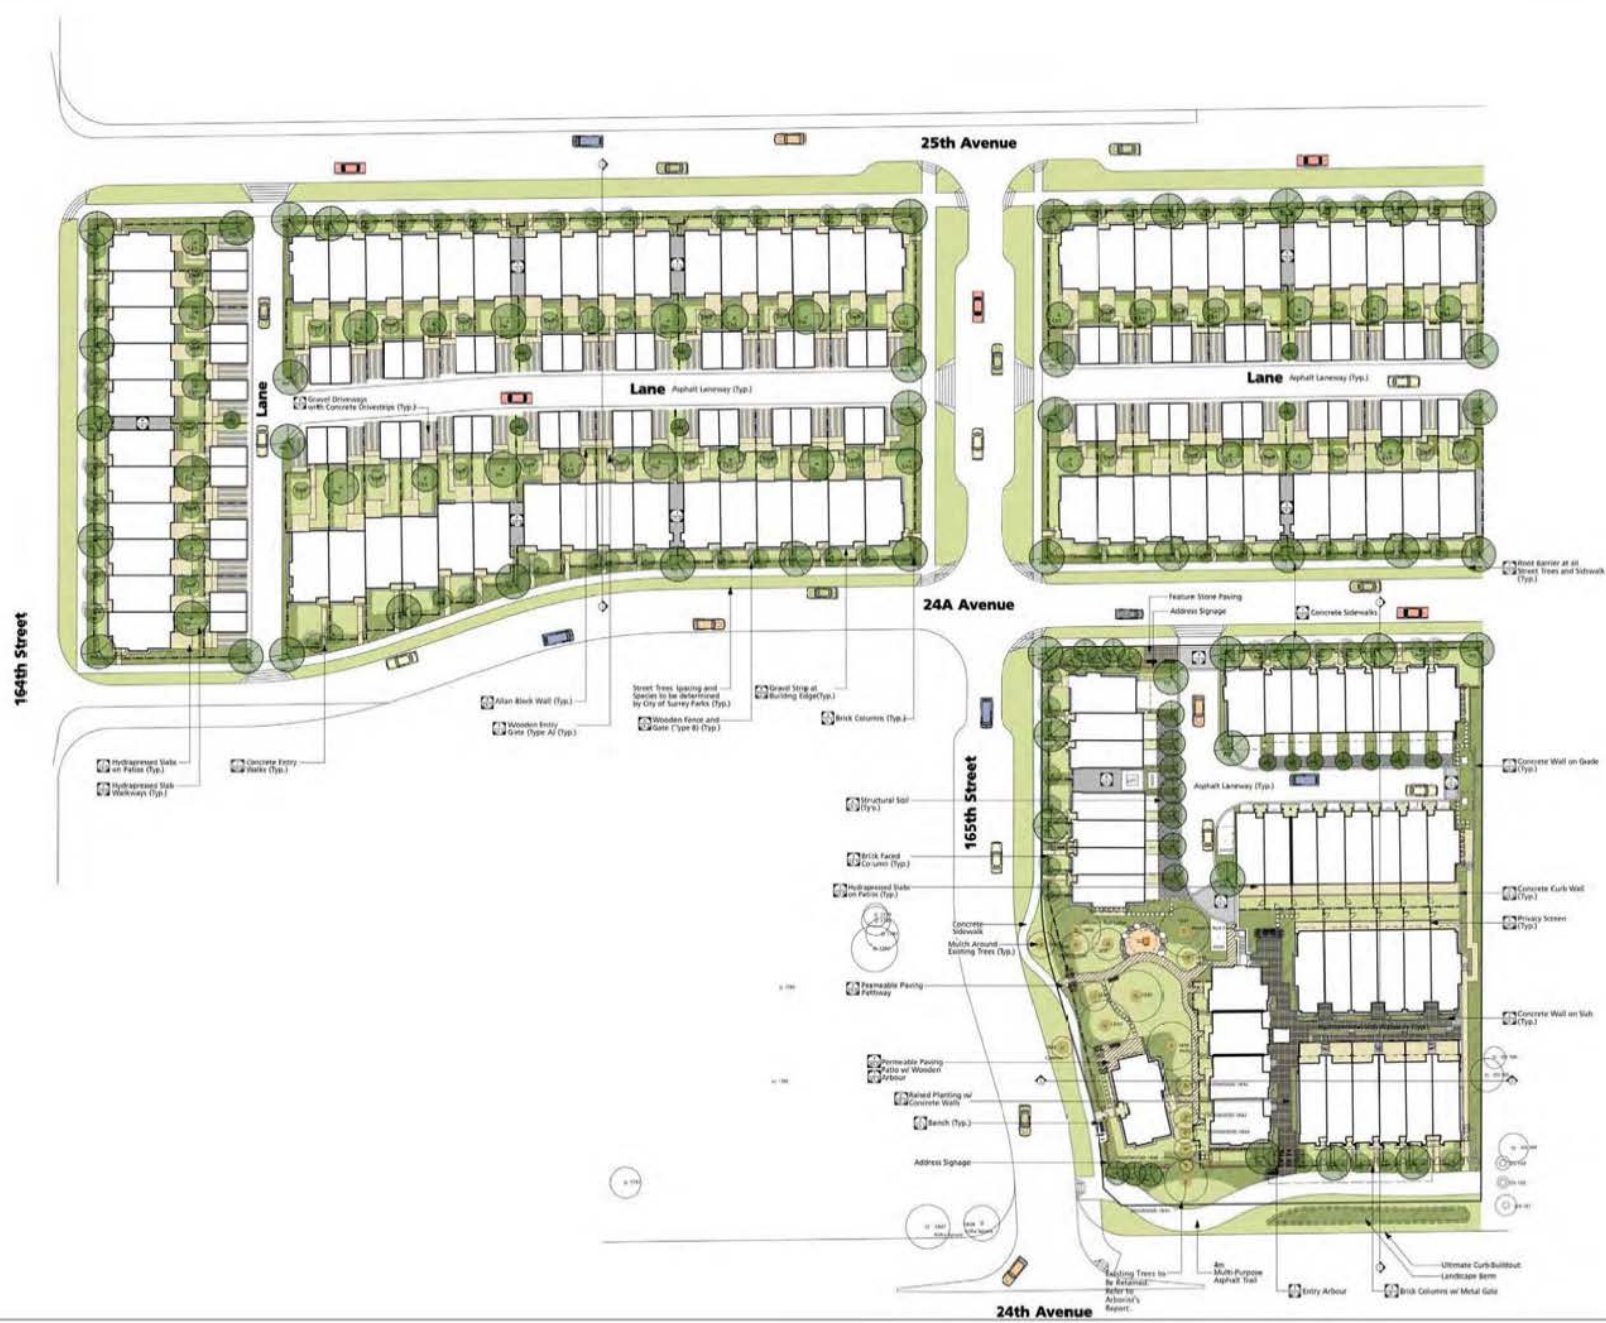 25th Avenue
Lane
Gravel Driveways
with Concrete Drivestrips (Typ.)
Lane
Asphalt Laneway (Typ.)
Lane
Asphalt Laneway (Typ.)
164th Street
24A Avenue
Feature Stone Paving
Address Signage
Concrete Sidewalks
Root Barrier at all
Street Trees and Sidewalk
(Typ.)
Allan Block Wall (Typ.)
Wooden Entry
Gate (Type A) (Typ.)
Street Trees Spacing and
Species to be determined
by City of Surrey Parks (Typ.)
Wooden Fence and
Gate (Type B) (Typ.)
Gravel Strip at
Building Edge(Typ.)
Brick Columns (Typ.)
Hydrapressed Slabs
on Patios (Typ.)
Hydrapressed Slab
Walkways (Typ.)
Concrete Entry
Walks (Typ.)
165th Street
Asphalt Laneway (Typ.)
Concrete Wall on Grade
(Typ.)
Structural Soil
(Typ.)
Brick Faced
Column (Typ.)
Hydrapressed Slabs
on Patios (Typ.)
Concrete Curb Wall
(Typ.)
Privacy Screen
(Typ.)
Concrete
Sidewalk
Mulch Around
Existing Trees (Typ.)
Permeable Paving
Pathway
Concrete Wall on Slab
(Typ.)
Permeable Paving
Patio w/ Wooden
Arbour
Raised Planting w/
Concrete Walls
Bench (Typ.)
Address Signage
Existing Trees to
Be Retained.
Refer to
Arborist's
Report.
4m
Multi-Purpose
Asphalt Trail
Ultimate Curb Buildout
Landscape Berm
Entry Arbour
Brick Columns w/ Metal Gate
24th Avenue